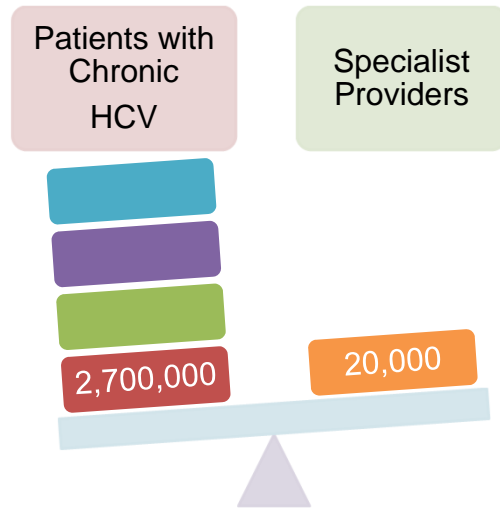 Patients with
Chronic
HCV
Specialist
Providers
2,700,000
20,000